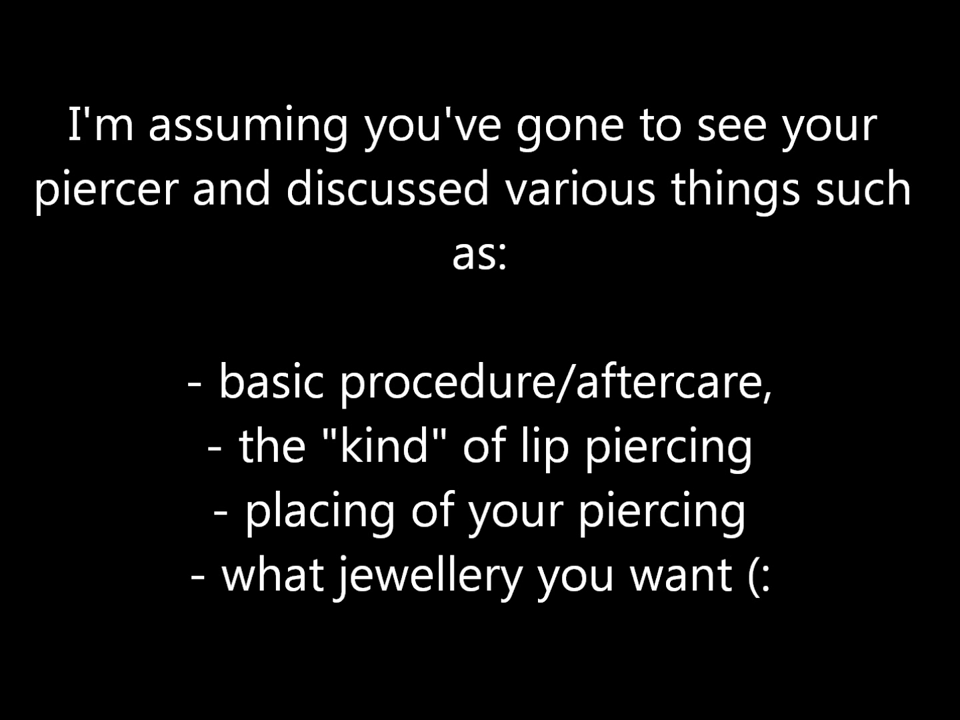 I'm assuming you've gone to see your
piercer and discussed various things such
as:
- basic procedure/aftercare,
- the "kind" of lip piercing
- placing of your piercing
- what jewellery you want (: